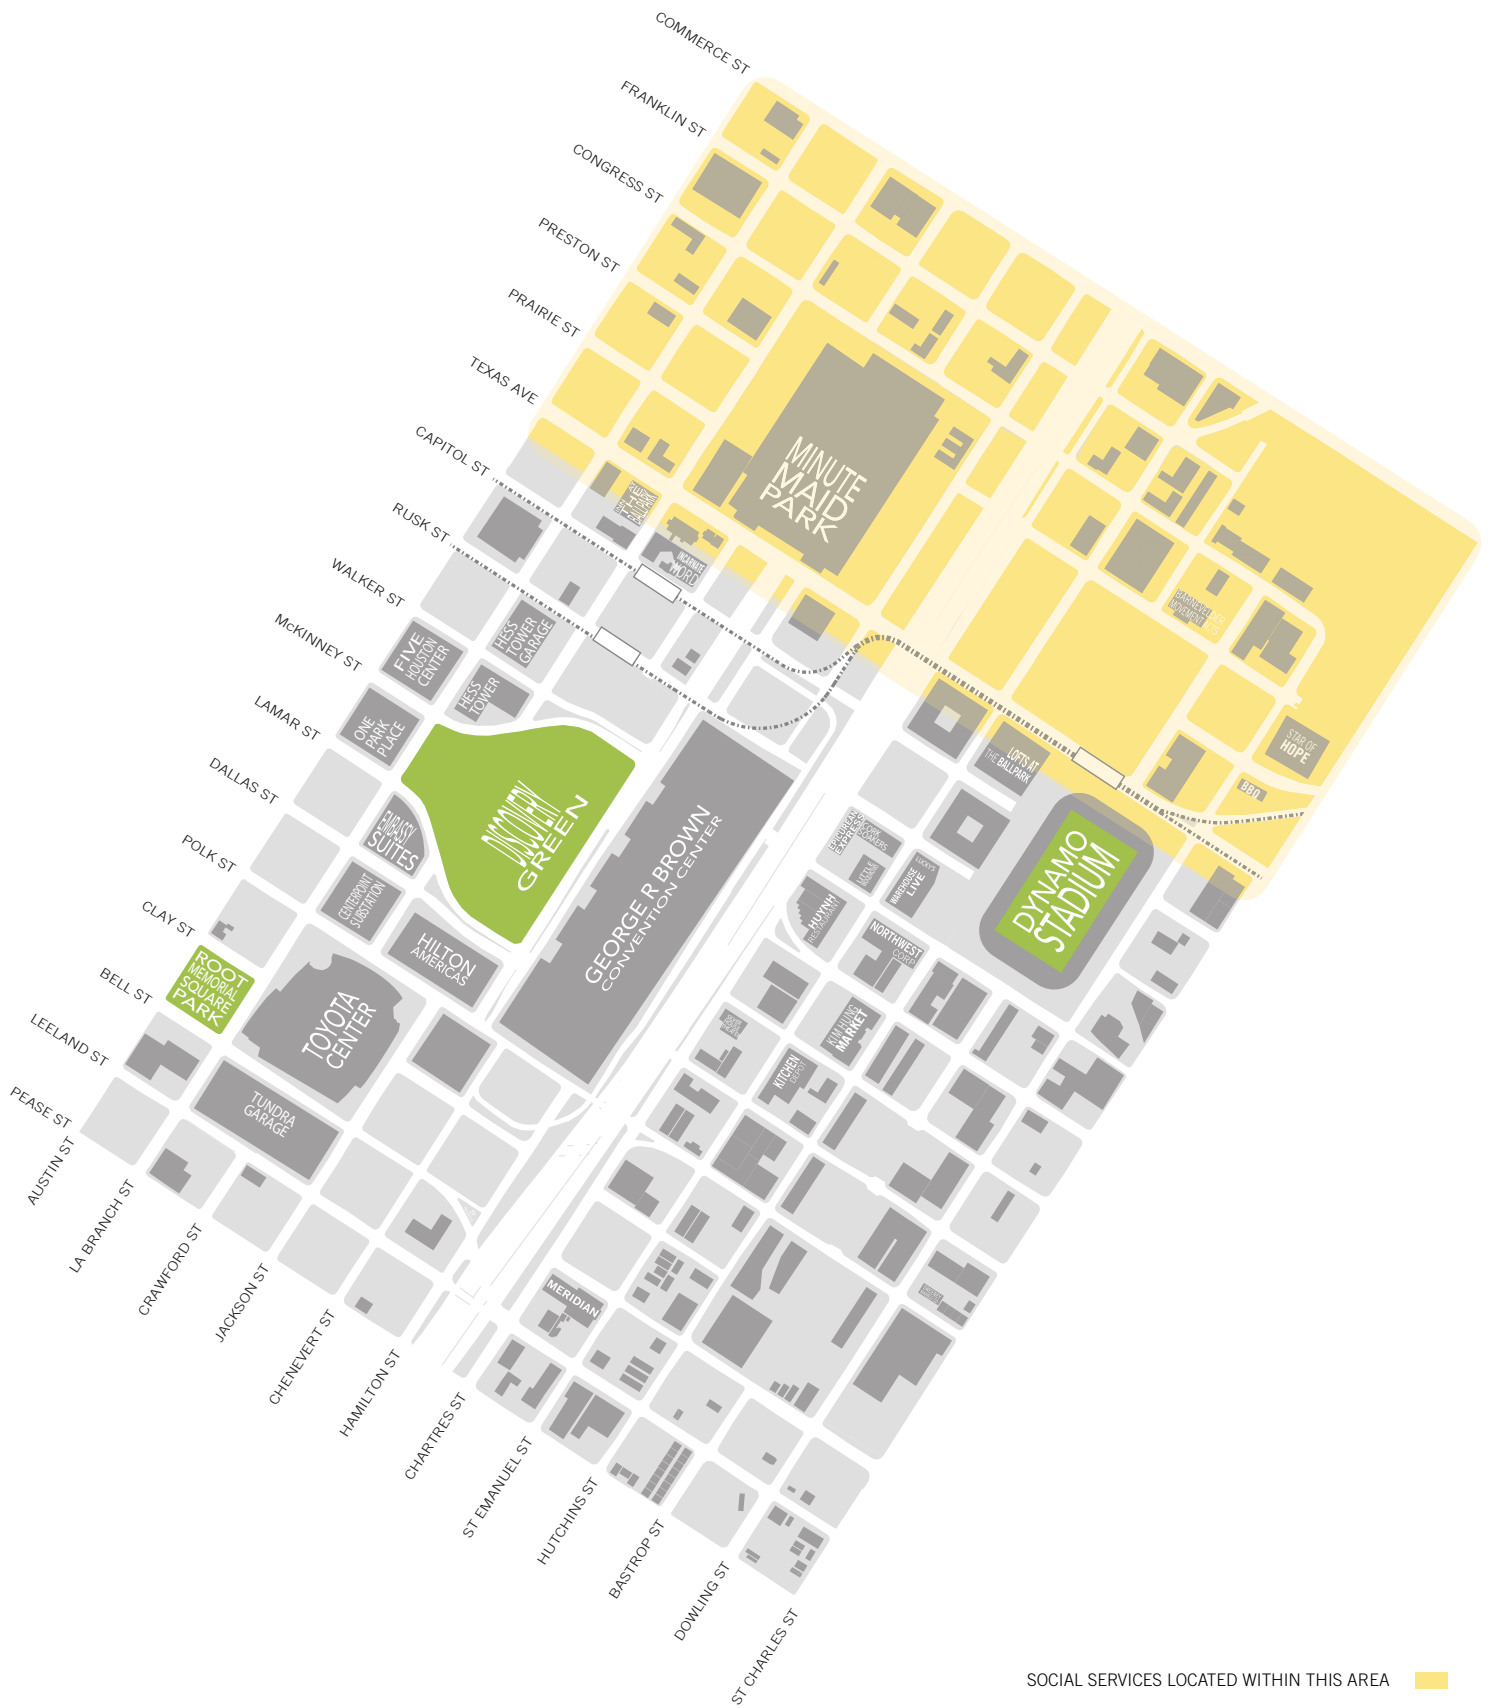 COMMERCE ST
FRANKLIN ST
CONGRESS ST
PRESTON ST
PRAIRIE ST
TEXAS AVE
CAPITOL ST
RUSK ST
WALKER ST
McKINNEY ST
LAMAR ST
DALLAS ST
POLK ST
CLAY ST
BELL ST
LEELAND ST
PEASE ST
AUSTIN ST
LA BRANCH ST
CRAWFORD ST
JACKSON ST
CHENEVERT ST
HAMILTON ST
CHARTRES ST
ST EMANUEL ST
HUTCHINS ST
BASTROP ST
DOWLING ST
ST CHARLES ST
MINUTE
MAID
PARK
INCARNATE
WORD
HESS
TOWER
GARAGE
FIVE
HOUSTON
CENTER
HESS
TOWER
ONE
PARK
PLACE
DISCOVERY
GREEN
EMBASSY
SUITES
CENTERPOINT
SUBSTATION
HILTON
AMERICAS
GEORGE R BROWN
CONVENTION CENTER
ROOT
MEMORIAL
SQUARE
PARK
TOYOTA
CENTER
TUNDRA
GARAGE
BARNEVELDER
MOVEMENT
STAR OF
HOPE
BBQ
LOFTS AT
THE BALLPARK
DYNAMO
STADIUM
EPICUREAN
EXPRESS
LUCKY'S
WAREHOUSE
LIVE
HUYNH
RESTAURANT
NORTHWEST
CORP
KIM HUNG
MARKET
KITCHEN
DEPOT
MERIDIAN
SOCIAL SERVICES LOCATED WITHIN THIS AREA